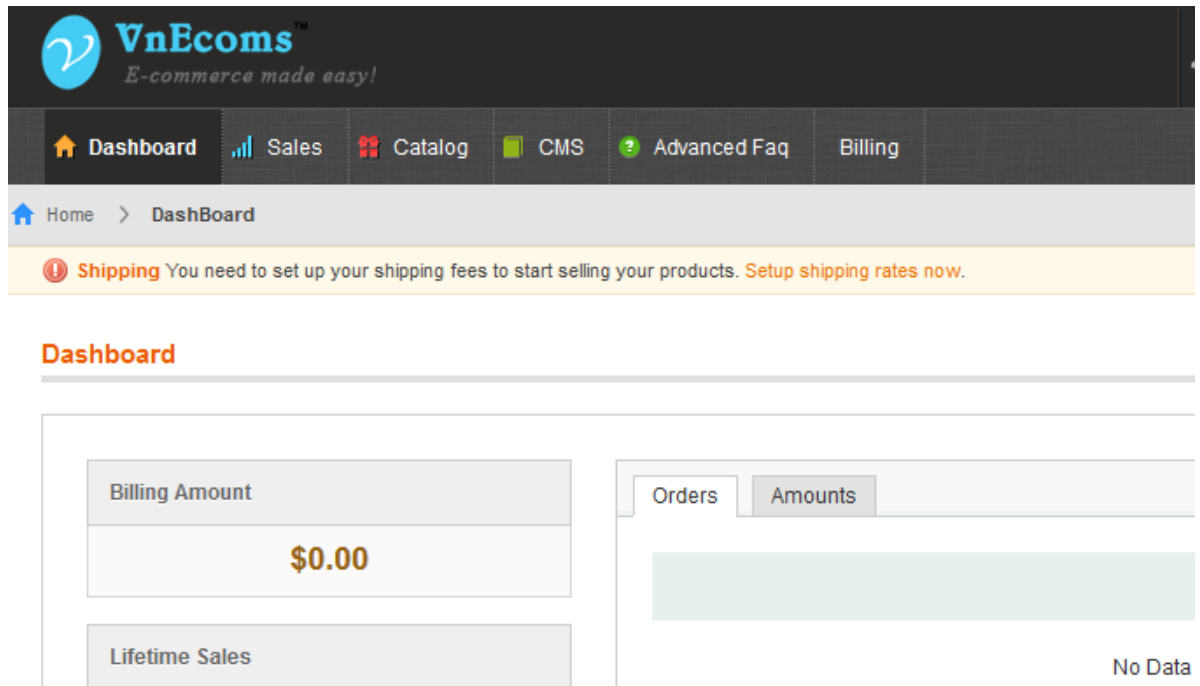 VnEcoms™
E-commerce made easy!
Dashboard Sales Catalog CMS Advanced Faq Billing
Home > DashBoard
Shipping You need to set up your shipping fees to start selling your products. Setup shipping rates now.
Dashboard
Billing Amount
$0.00
Lifetime Sales
Orders Amounts
No Data